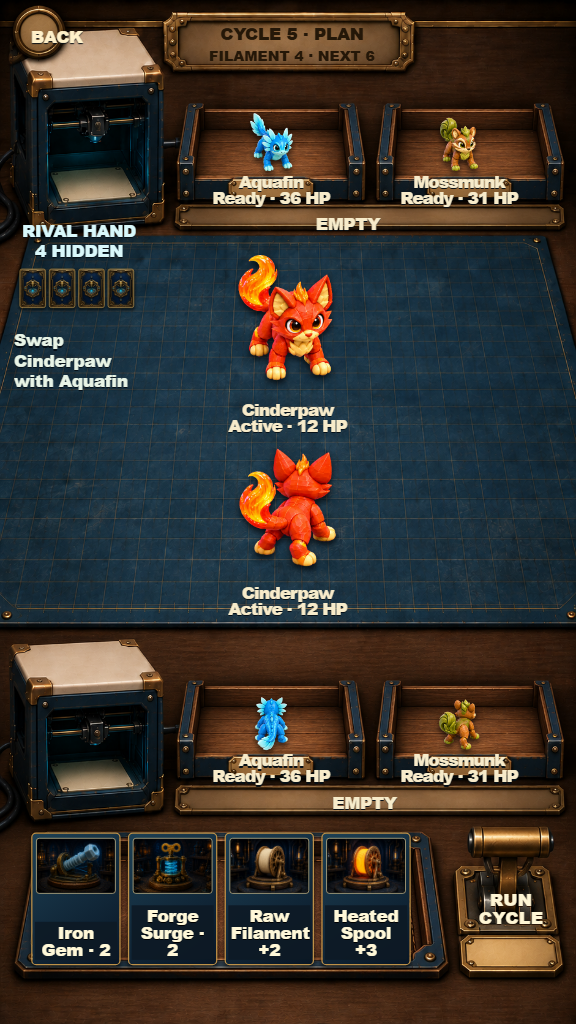 BACK
CYCLE 5 · PLAN
FILAMENT 4 · NEXT 6
Aquafin
Ready · 36 HP
Mossmunk
Ready · 31 HP
EMPTY
RIVAL HAND
4 HIDDEN
Swap
Cinderpaw
with Aquafin
Cinderpaw
Active · 12 HP
Cinderpaw
Active · 12 HP
Aquafin
Ready · 36 HP
Mossmunk
Ready · 31 HP
EMPTY
Iron
Gem · 2
Forge
Surge ·
2
Raw
Filament
+2
Heated
Spool
+3
RUN
CYCLE